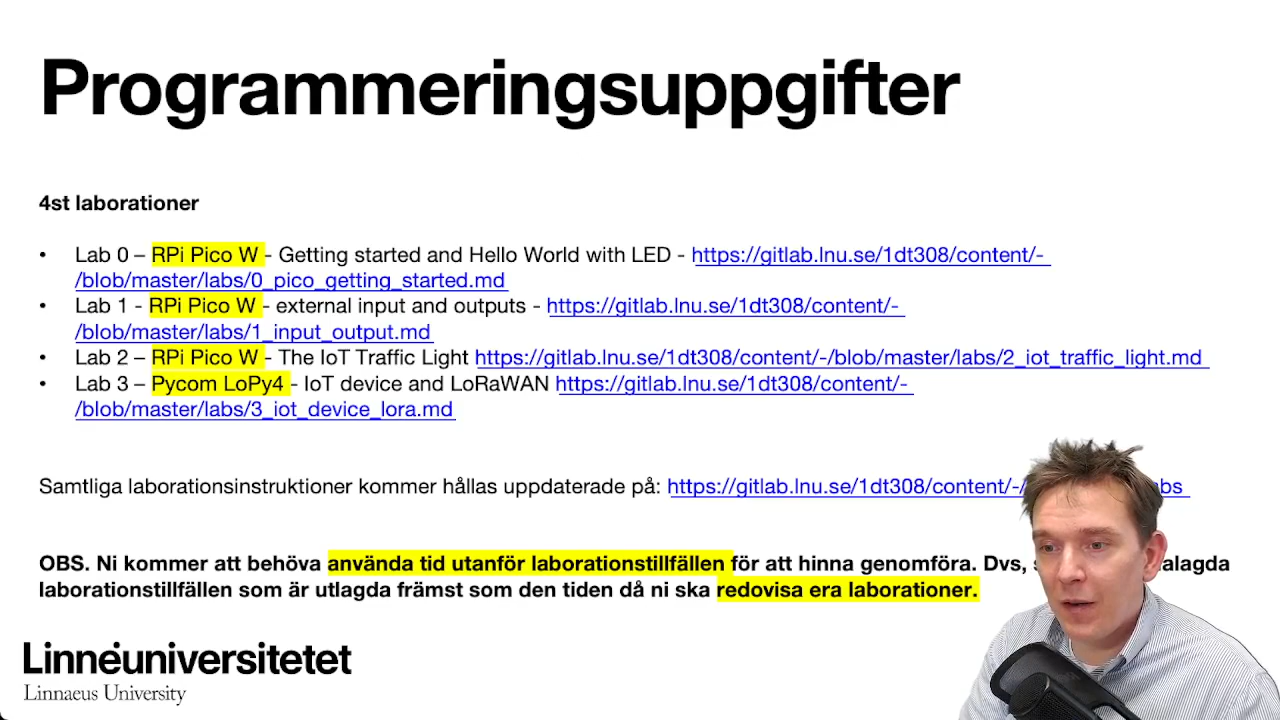 Programmeringsuppgifter
4st laborationer
• Lab 0 – RPi Pico W - Getting started and Hello World with LED - https://gitlab.lnu.se/1dt308/content/-
/blob/master/labs/0_pico_getting_started.md
• Lab 1 - RPi Pico W - external input and outputs - https://gitlab.lnu.se/1dt308/content/-
/blob/master/labs/1_input_output.md
• Lab 2 – RPi Pico W - The IoT Traffic Light https://gitlab.lnu.se/1dt308/content/-/blob/master/labs/2_iot_traffic_light.md
• Lab 3 – Pycom LoPy4 - IoT device and LoRaWAN https://gitlab.lnu.se/1dt308/content/-
/blob/master/labs/3_iot_device_lora.md
Samtliga laborationsinstruktioner kommer hållas uppdaterade på: https://gitlab.lnu.se/1dt308/content/-/
OBS. Ni kommer att behöva använda tid utanför laborationstillfällen för att hinna genomföra. Dvs,
laborationstillfällen som är utlagda främst som den tiden då ni ska redovisa era laborationer.
Linnéuniversitetet
Linnaeus University